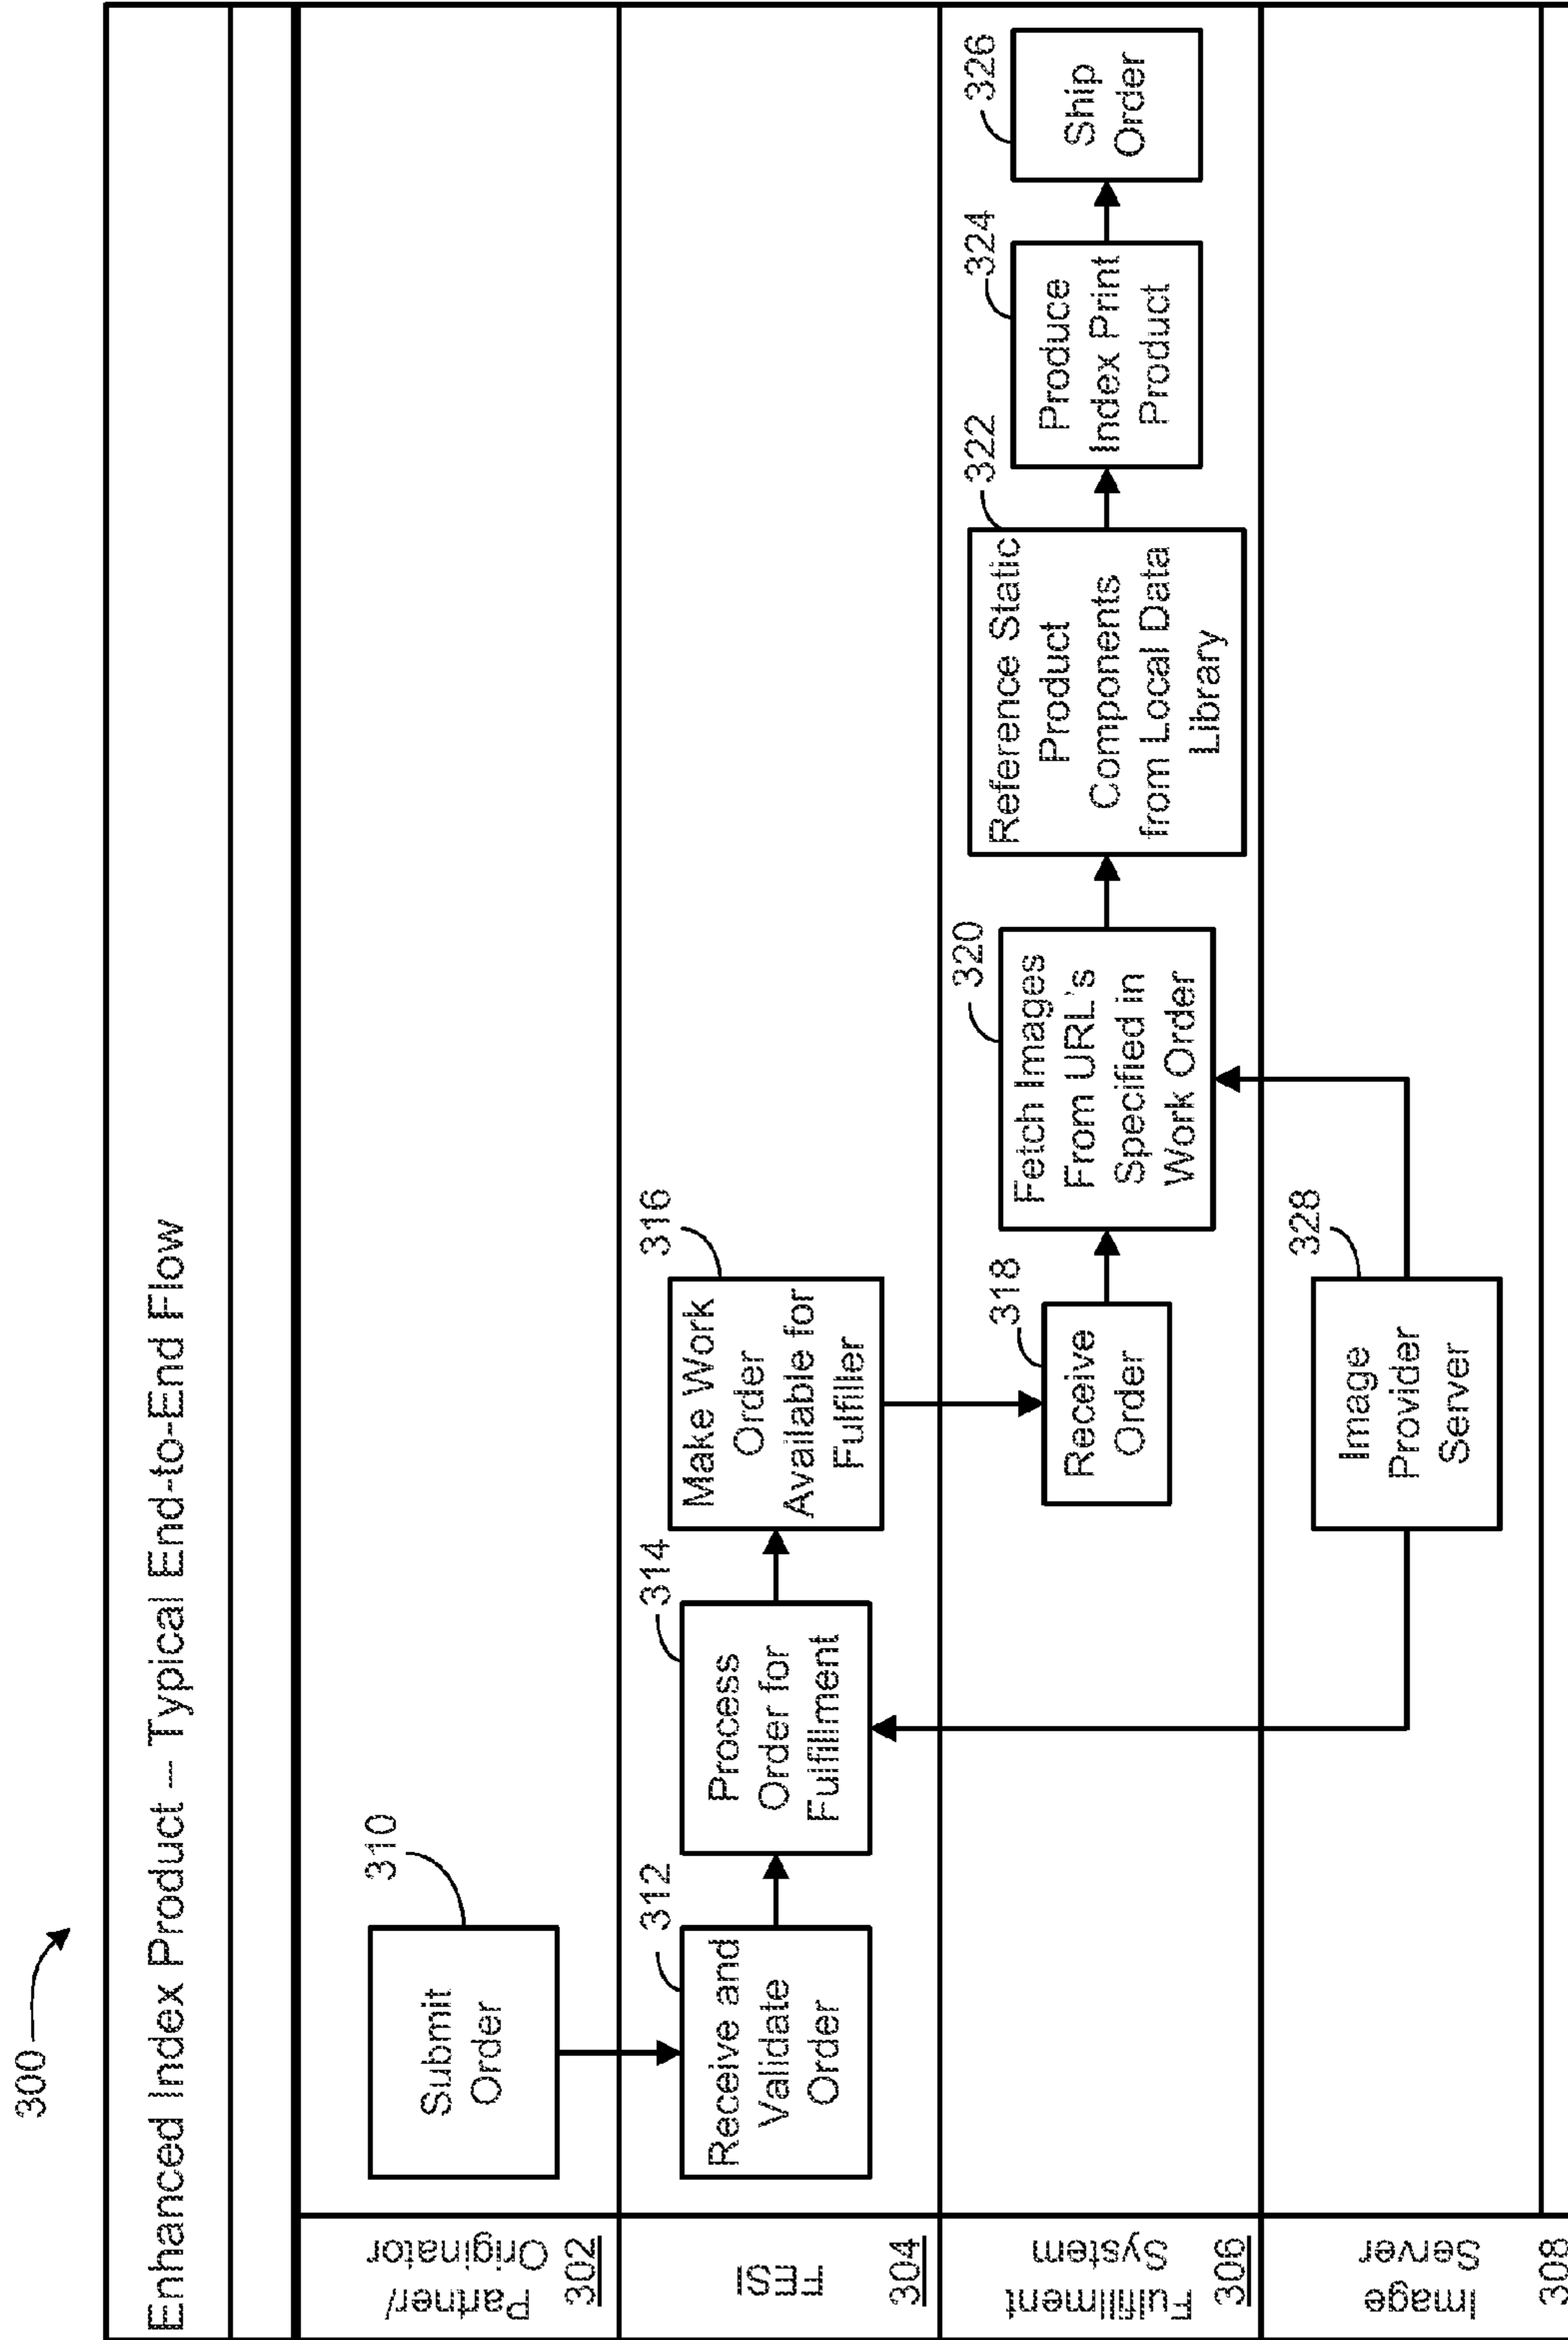 300
Enhanced Index Product -- Typical End-to-End Flow
Partner/
Originator
302
Submit
Order
310
FESI
304
Receive and
Validate
Order
312
Process
Order for
Fulfillment
314
Make Work
Order
Available for
Fulfiller
316
Fulfillment
System
306
Receive
Order
318
Fetch Images
From URL's
Specified in
Work Order
320
Reference Static
Product
Components
from Local Data
Library
322
Produce
Index Print
Product
324
Ship
Order
326
Image
Server
308
Image
Provider
Server
328